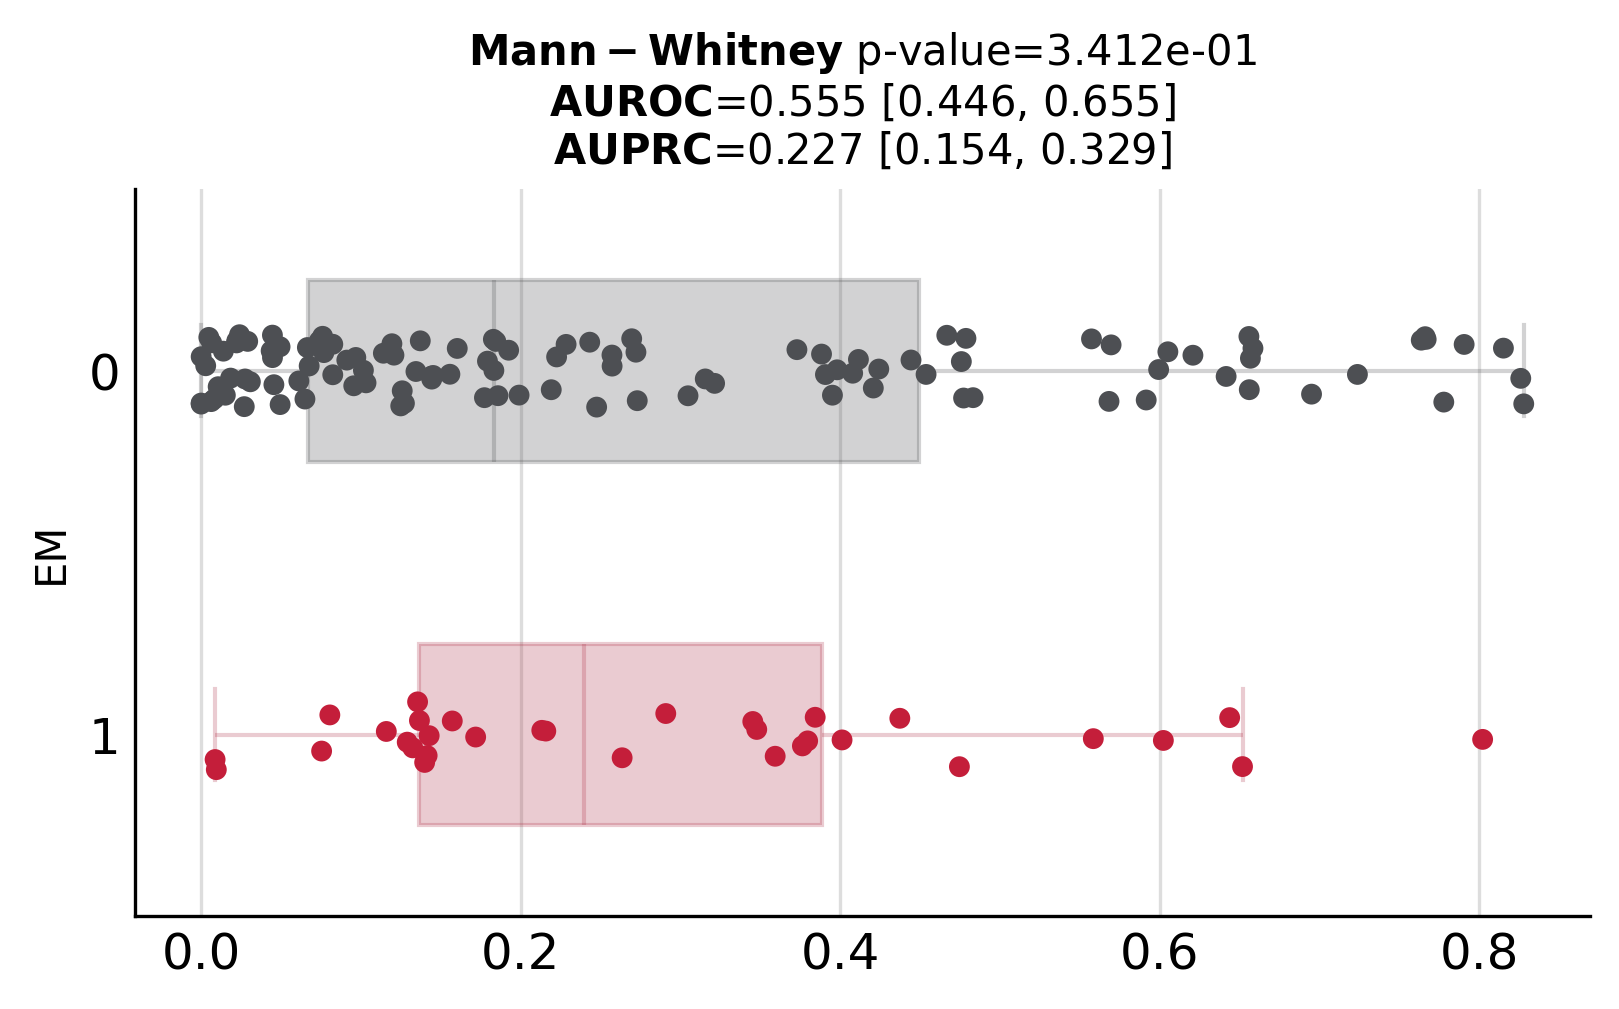 Mann − Whitney p-value=3.412e-01
AUROC=0.555 [0.446, 0.655]
AUPRC=0.227 [0.154, 0.329]
0
EM
1
0.0 0.2 0.4 0.6 0.8